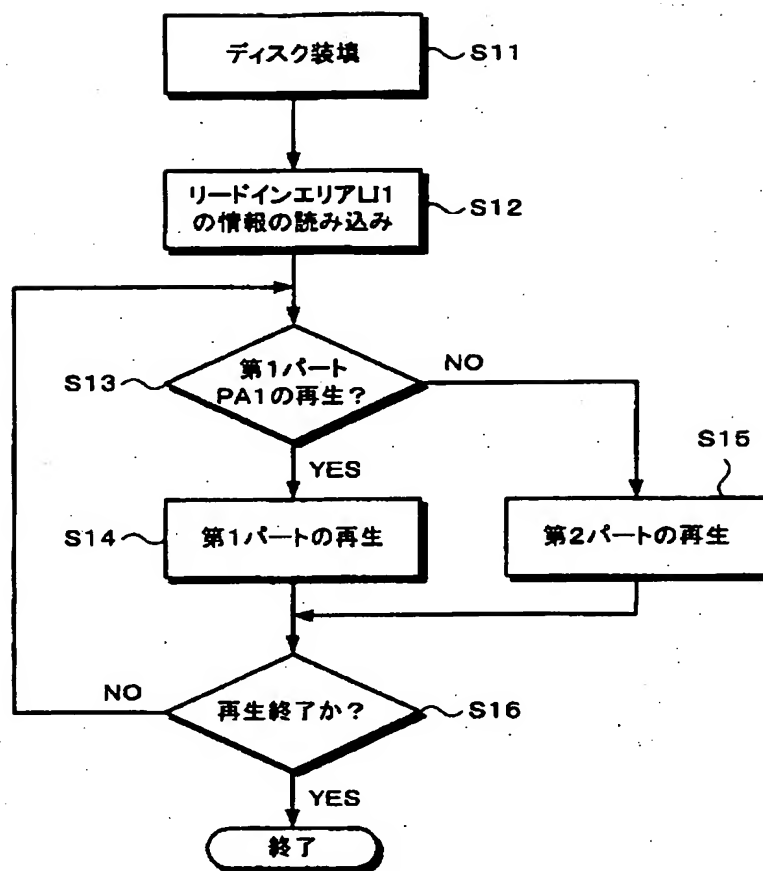 ディスク装填
S11
リードインエリアLI1
の情報の読み込み
S12
S13
第1パート
PA1の再生?
NO
YES
S15
S14
第1パートの再生
第2パートの再生
NO
再生終了か?
S16
YES
終了